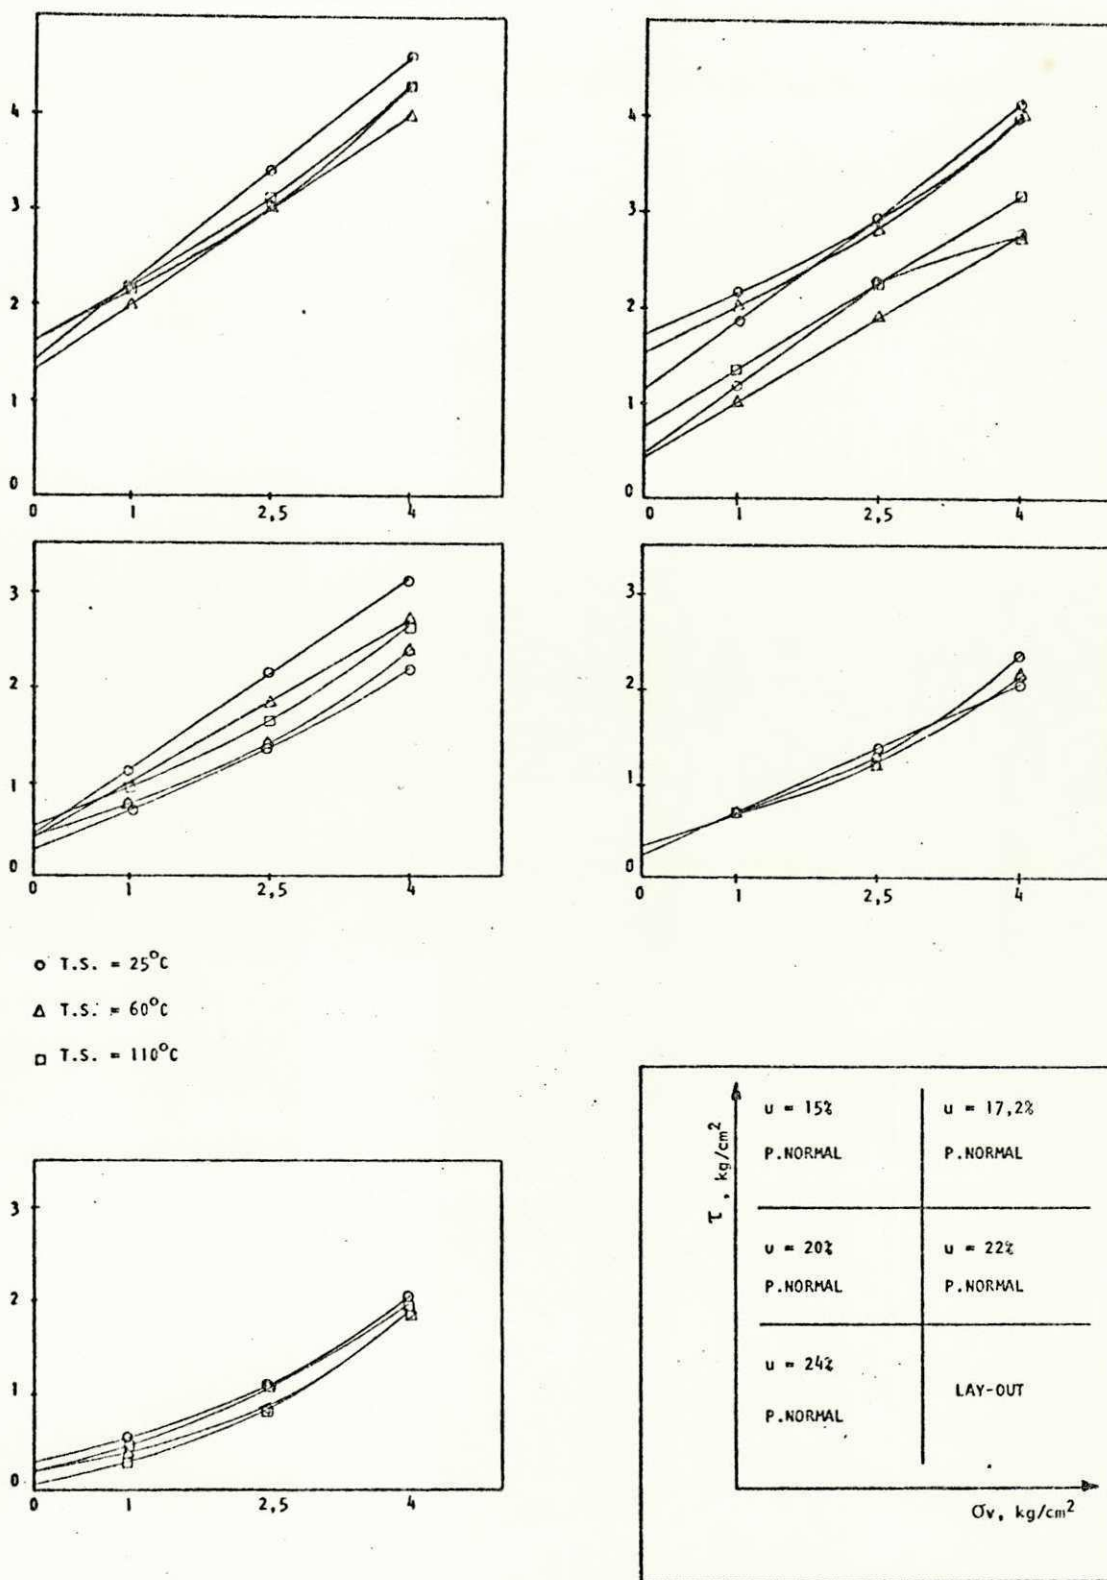 4
3
2
1
0
0 1 2,5 4
4
3
2
1
0
0 1 2,5 4
3
2
1
0
0 1 2,5 4
3
2
1
0
0 1 2,5 4
T.S. = 25°C
T.S. = 60°C
T.S. = 110°C
3
2
1
0
0 1 2,5 4
τ, kg/cm²
u = 15%
P.NORMAL
u = 17,2%
P.NORMAL
u = 20%
P.NORMAL
u = 22%
P.NORMAL
u = 24%
P.NORMAL
LAY-OUT
σv, kg/cm²